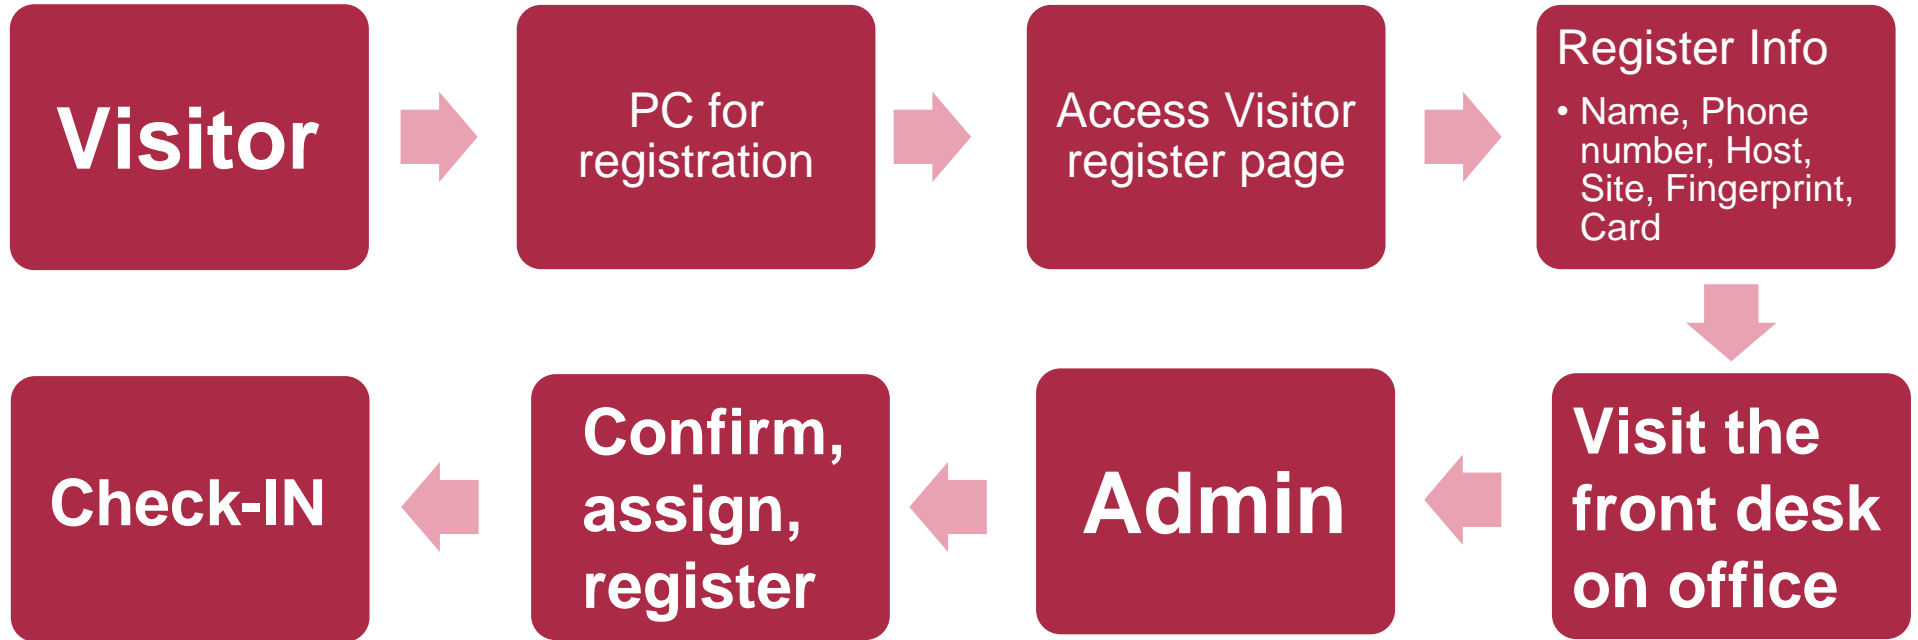 Visitor
PC for
registration
Access Visitor
register page
Register Info
• Name, Phone
number, Host,
Site, Fingerprint,
Card
Visit the
front desk
on office
Admin
Confirm,
assign,
register
Check-IN